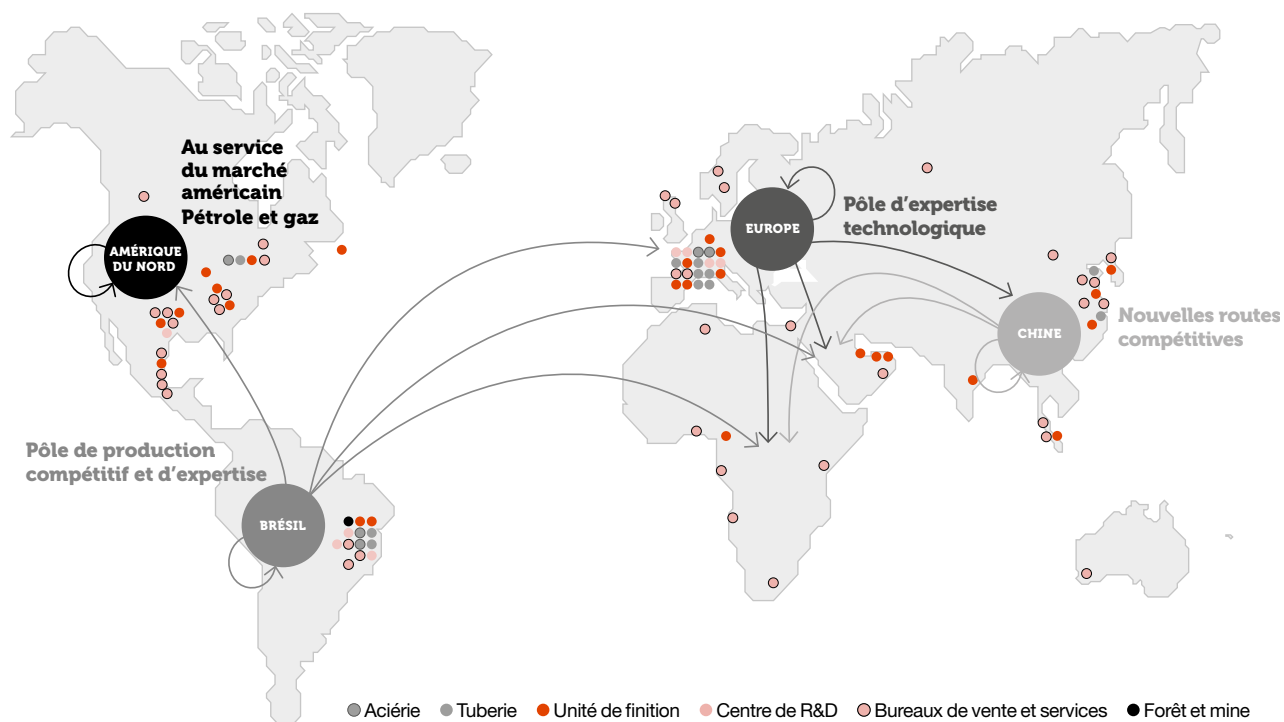 Au service
du marché
américain
Pétrole et gaz
AMÉRIQUE
DU NORD
EUROPE
Pôle d'expertise
technologique
CHINE
Nouvelles routes
compétitives
Pôle de production
compétitif et d'expertise
BRÉSIL
Aciérie Tuberie Unité de finition Centre de R&D Bureaux de vente et services Forêt et mine